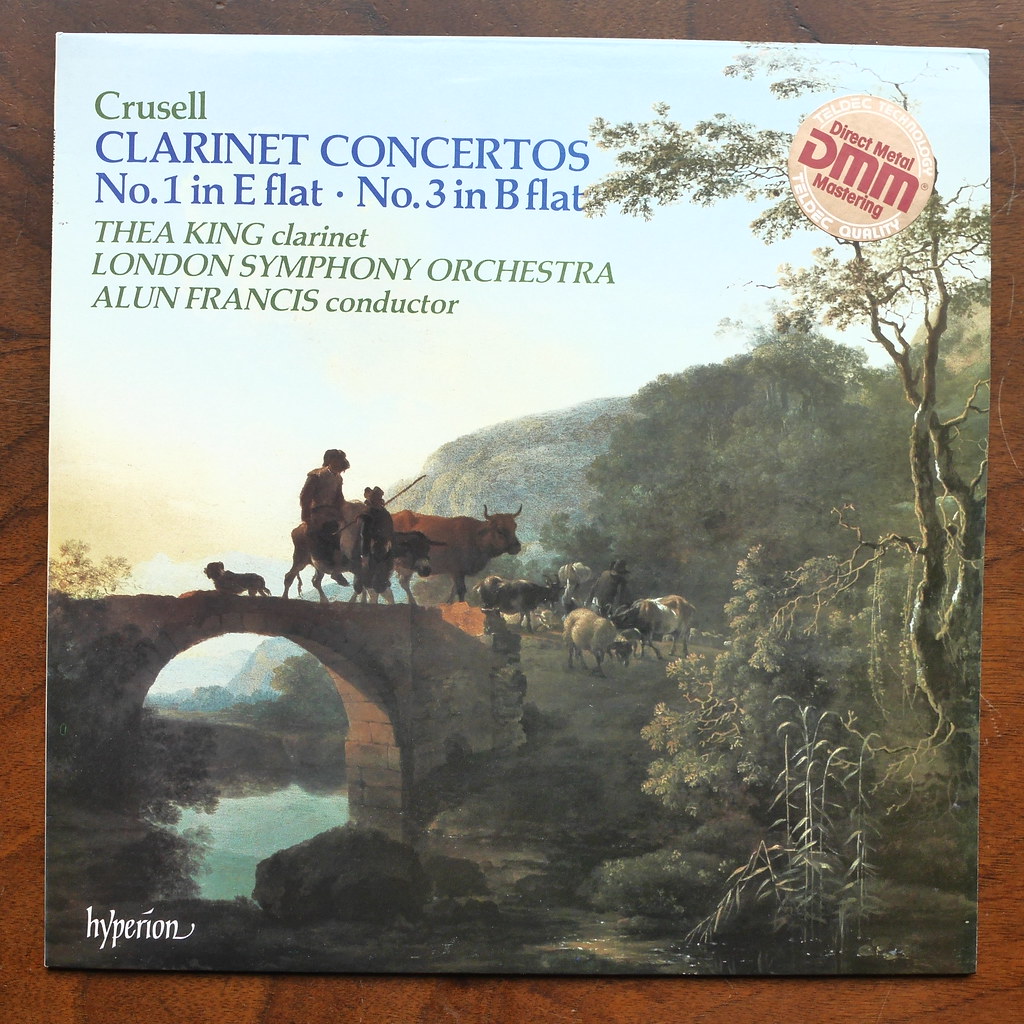 Crusell
CLARINET CONCERTOS
No. 1 in E flat · No. 3 in B flat
THEA KING clarinet
LONDON SYMPHONY ORCHESTRA
ALUN FRANCIS conductor
TELDEC TECHNOLOGY
Direct Metal
DMM®
Mastering
TELDEC QUALITY
hyperion